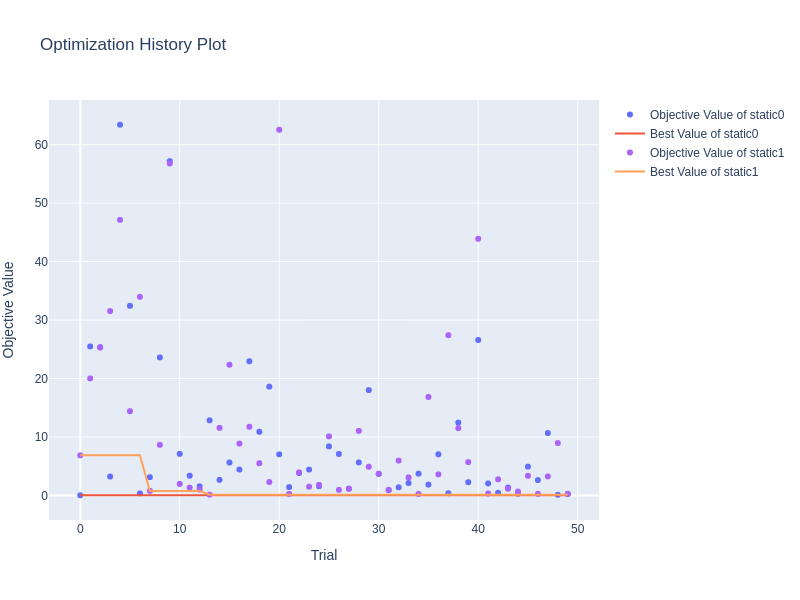 Optimization History Plot
Objective Value of static0
Best Value of static0
Objective Value of static1
Best Value of static1
60
50
40
30
20
10
0
Objective Value
0 10 20 30 40 50
Trial